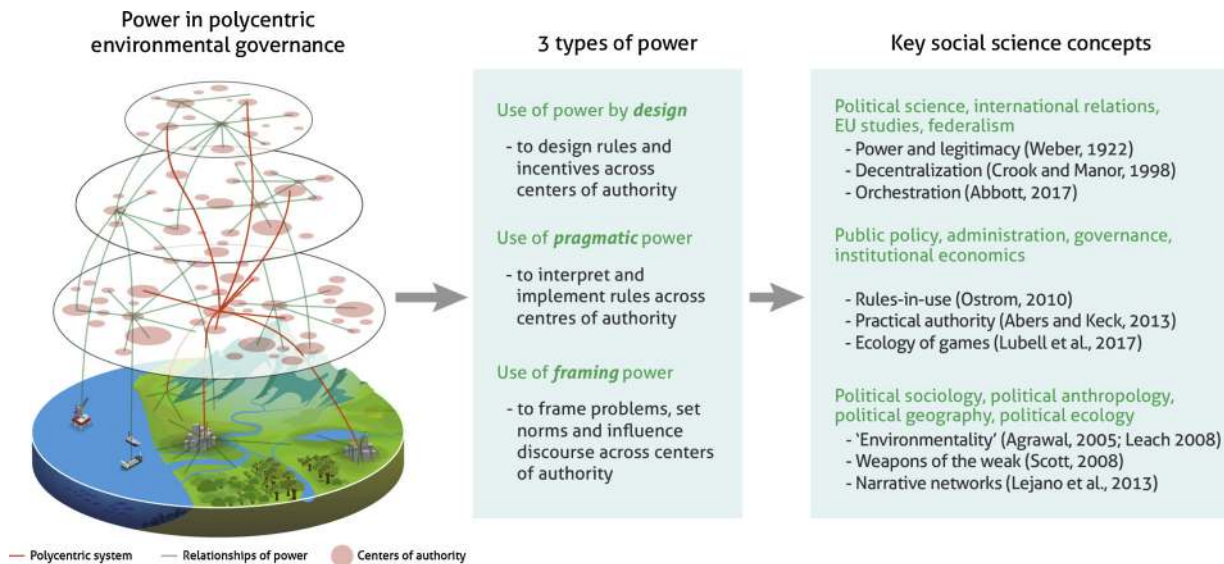 Power in polycentric
environmental governance
Polycentric system
Relationships of power
Centers of authority
3 types of power
Use of power by design
- to design rules and
incentives across
centers of authority
Use of pragmatic power
- to interpret and
implement rules across
centres of authority
Use of framing power
- to frame problems, set
norms and influence
discourse across centers
of authority
Key social science concepts
Political science, international relations,
EU studies, federalism
- Power and legitimacy (Weber, 1922)
- Decentralization (Crook and Manor, 1998)
- Orchestration (Abbott, 2017)
Public policy, administration, governance,
institutional economics
- Rules-in-use (Ostrom, 2010)
- Practical authority (Abers and Keck, 2013)
- Ecology of games (Lubell et al., 2017)
Political sociology, political anthropology,
political geography, political ecology
- ‘Environmentality’ (Agrawal, 2005; Leach 2008)
- Weapons of the weak (Scott, 2008)
- Narrative networks (Lejano et al., 2013)